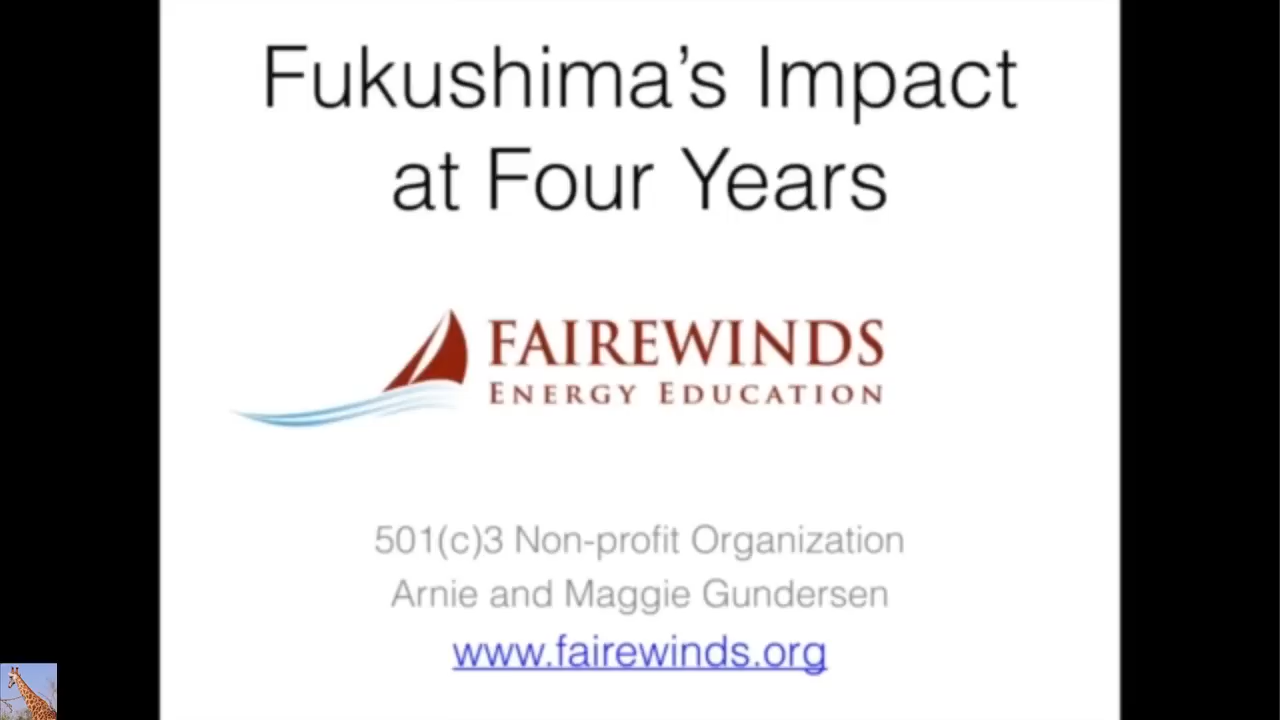 Fukushima’s Impact
at Four Years
FAIREWINDS
ENERGY EDUCATION
501(c)3 Non-profit Organization
Arnie and Maggie Gundersen
www.fairewinds.org